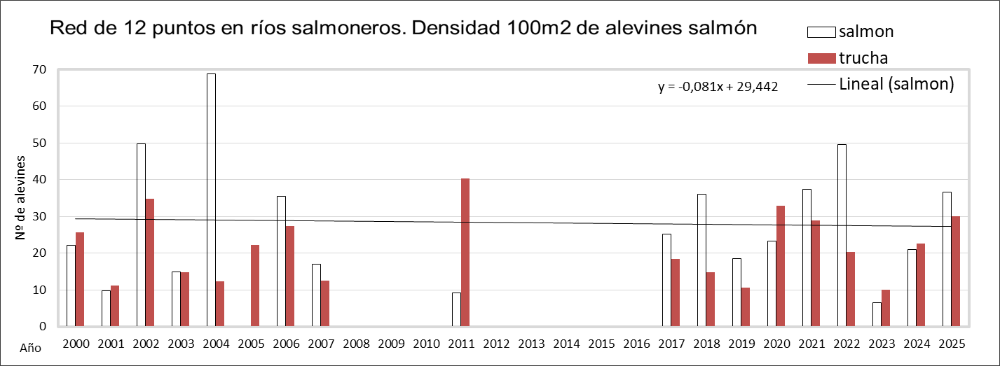 Red de 12 puntos en ríos salmoneros. Densidad 100m2 de alevines salmón
salmon
trucha
Lineal (salmon)
y = -0,081x + 29,442
Nº de alevines
70
60
50
40
30
20
10
0
Año
2000 2001 2002 2003 2004 2005 2006 2007 2008 2009 2010 2011 2012 2013 2014 2015 2016 2017 2018 2019 2020 2021 2022 2023 2024 2025